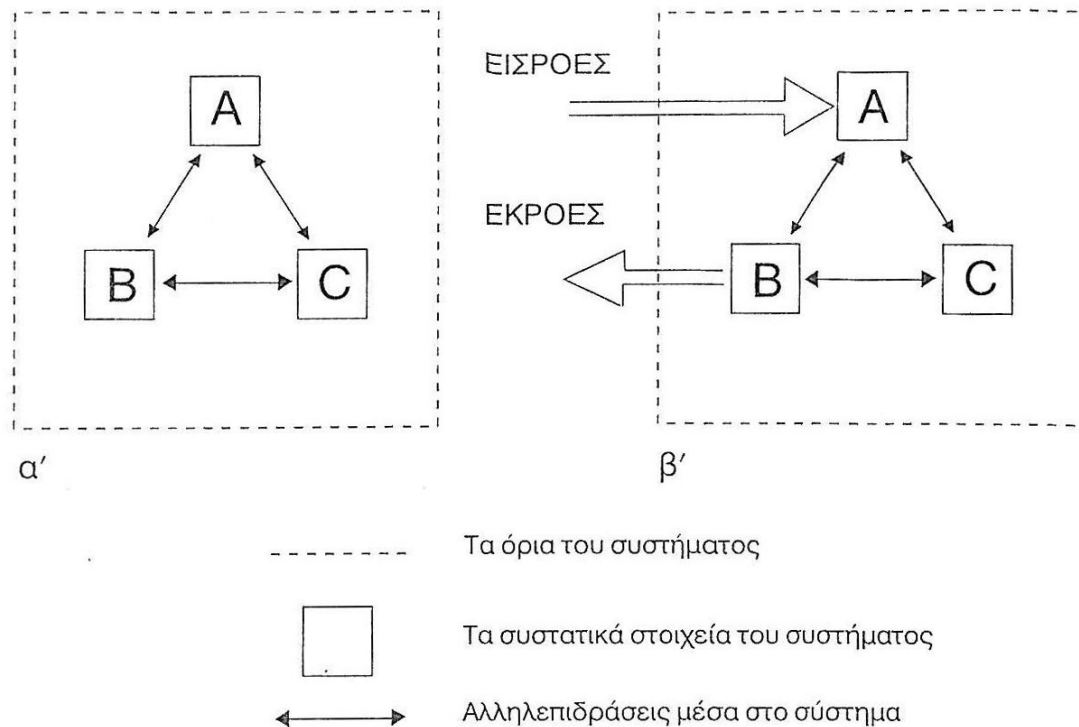 A
B
C
ΕΙΣΡΟΕΣ
ΕΚΡΟΕΣ
A
B
C
α′
β′
Τα όρια του συστήματος
Τα συστατικά στοιχεία του συστήματος
Αλληλεπιδράσεις μέσα στο σύστημα